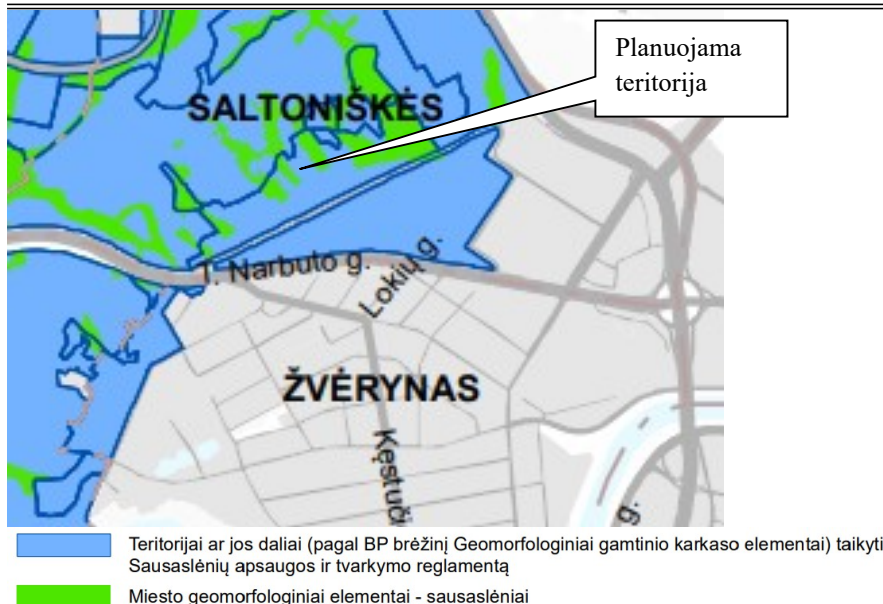 Planuojama
teritorija
SALTONIŠKĖS
T. Narbuto g.
Lokių g.
ŽVĖRYNAS
Kęstuči
g.
Teritorijai ar jos daliai (pagal BP brėžinį Geomorfologiniai gamtinio karkaso elementai) taikyti
Sausaslėnių apsaugos ir tvarkymo reglamentą
Miesto geomorfologiniai elementai - sausaslėniai